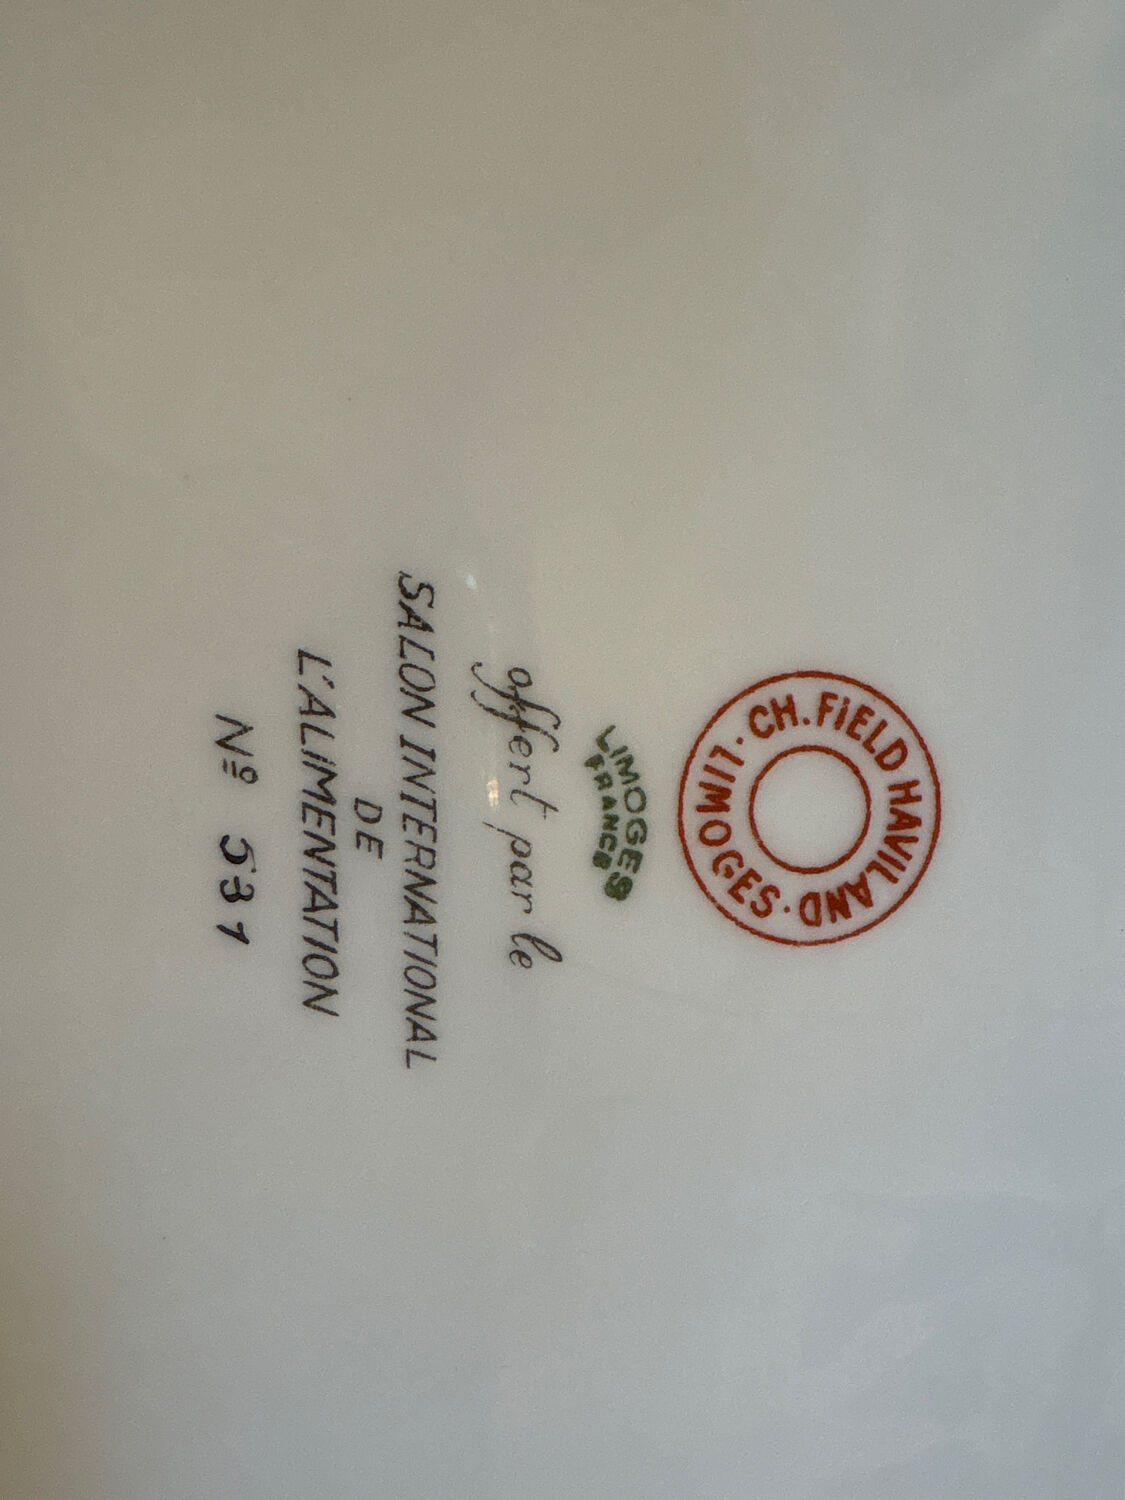 CH. FiELD HAVILAND · LIMOGES ·
LIMOGES
FRANCE
offert par le
SALON INTERNATIONAL
DE
L'ALIMENTATION
Nº 531